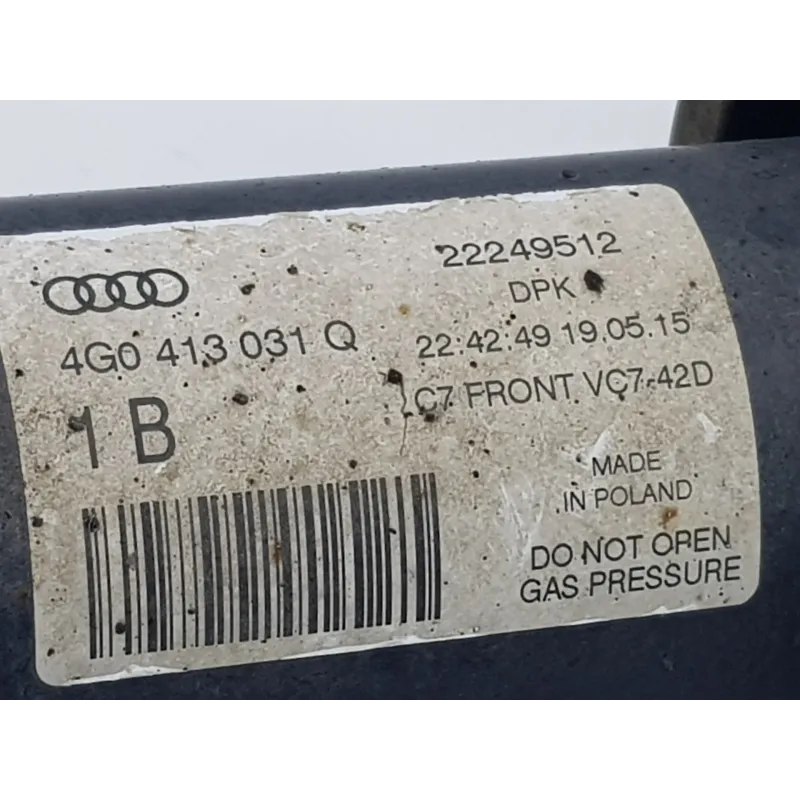 22249512
DPK
4G0 413 031 Q
22:42:49 19.05.15
1 B
C7 FRONT VC7-42D
MADE
IN POLAND
DO NOT OPEN
GAS PRESSURE